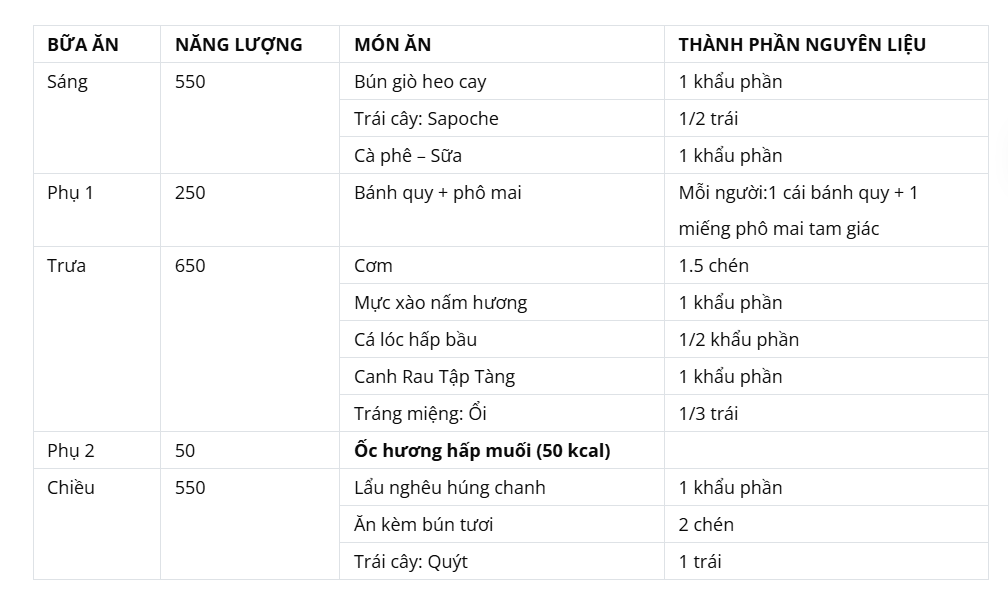 BỮA ĂN NĂNG LƯỢNG MÓN ĂN THÀNH PHẦN NGUYÊN LIỆU
Sáng 550 Bún giò heo cay 1 khẩu phần
Trái cây: Sapoche 1/2 trái
Cà phê – Sữa 1 khẩu phần
Phụ 1 250 Bánh quy + phô mai Mỗi người:1 cái bánh quy + 1
miếng phô mai tam giác
Trưa 650 Cơm 1.5 chén
Mực xào nấm hương 1 khẩu phần
Cá lóc hấp bầu 1/2 khẩu phần
Canh Rau Tập Tàng 1 khẩu phần
Tráng miệng: Ổi 1/3 trái
Phụ 2 50 Ốc hương hấp muối (50 kcal)
Chiều 550 Lẩu nghêu húng chanh 1 khẩu phần
Ăn kèm bún tươi 2 chén
Trái cây: Quýt 1 trái